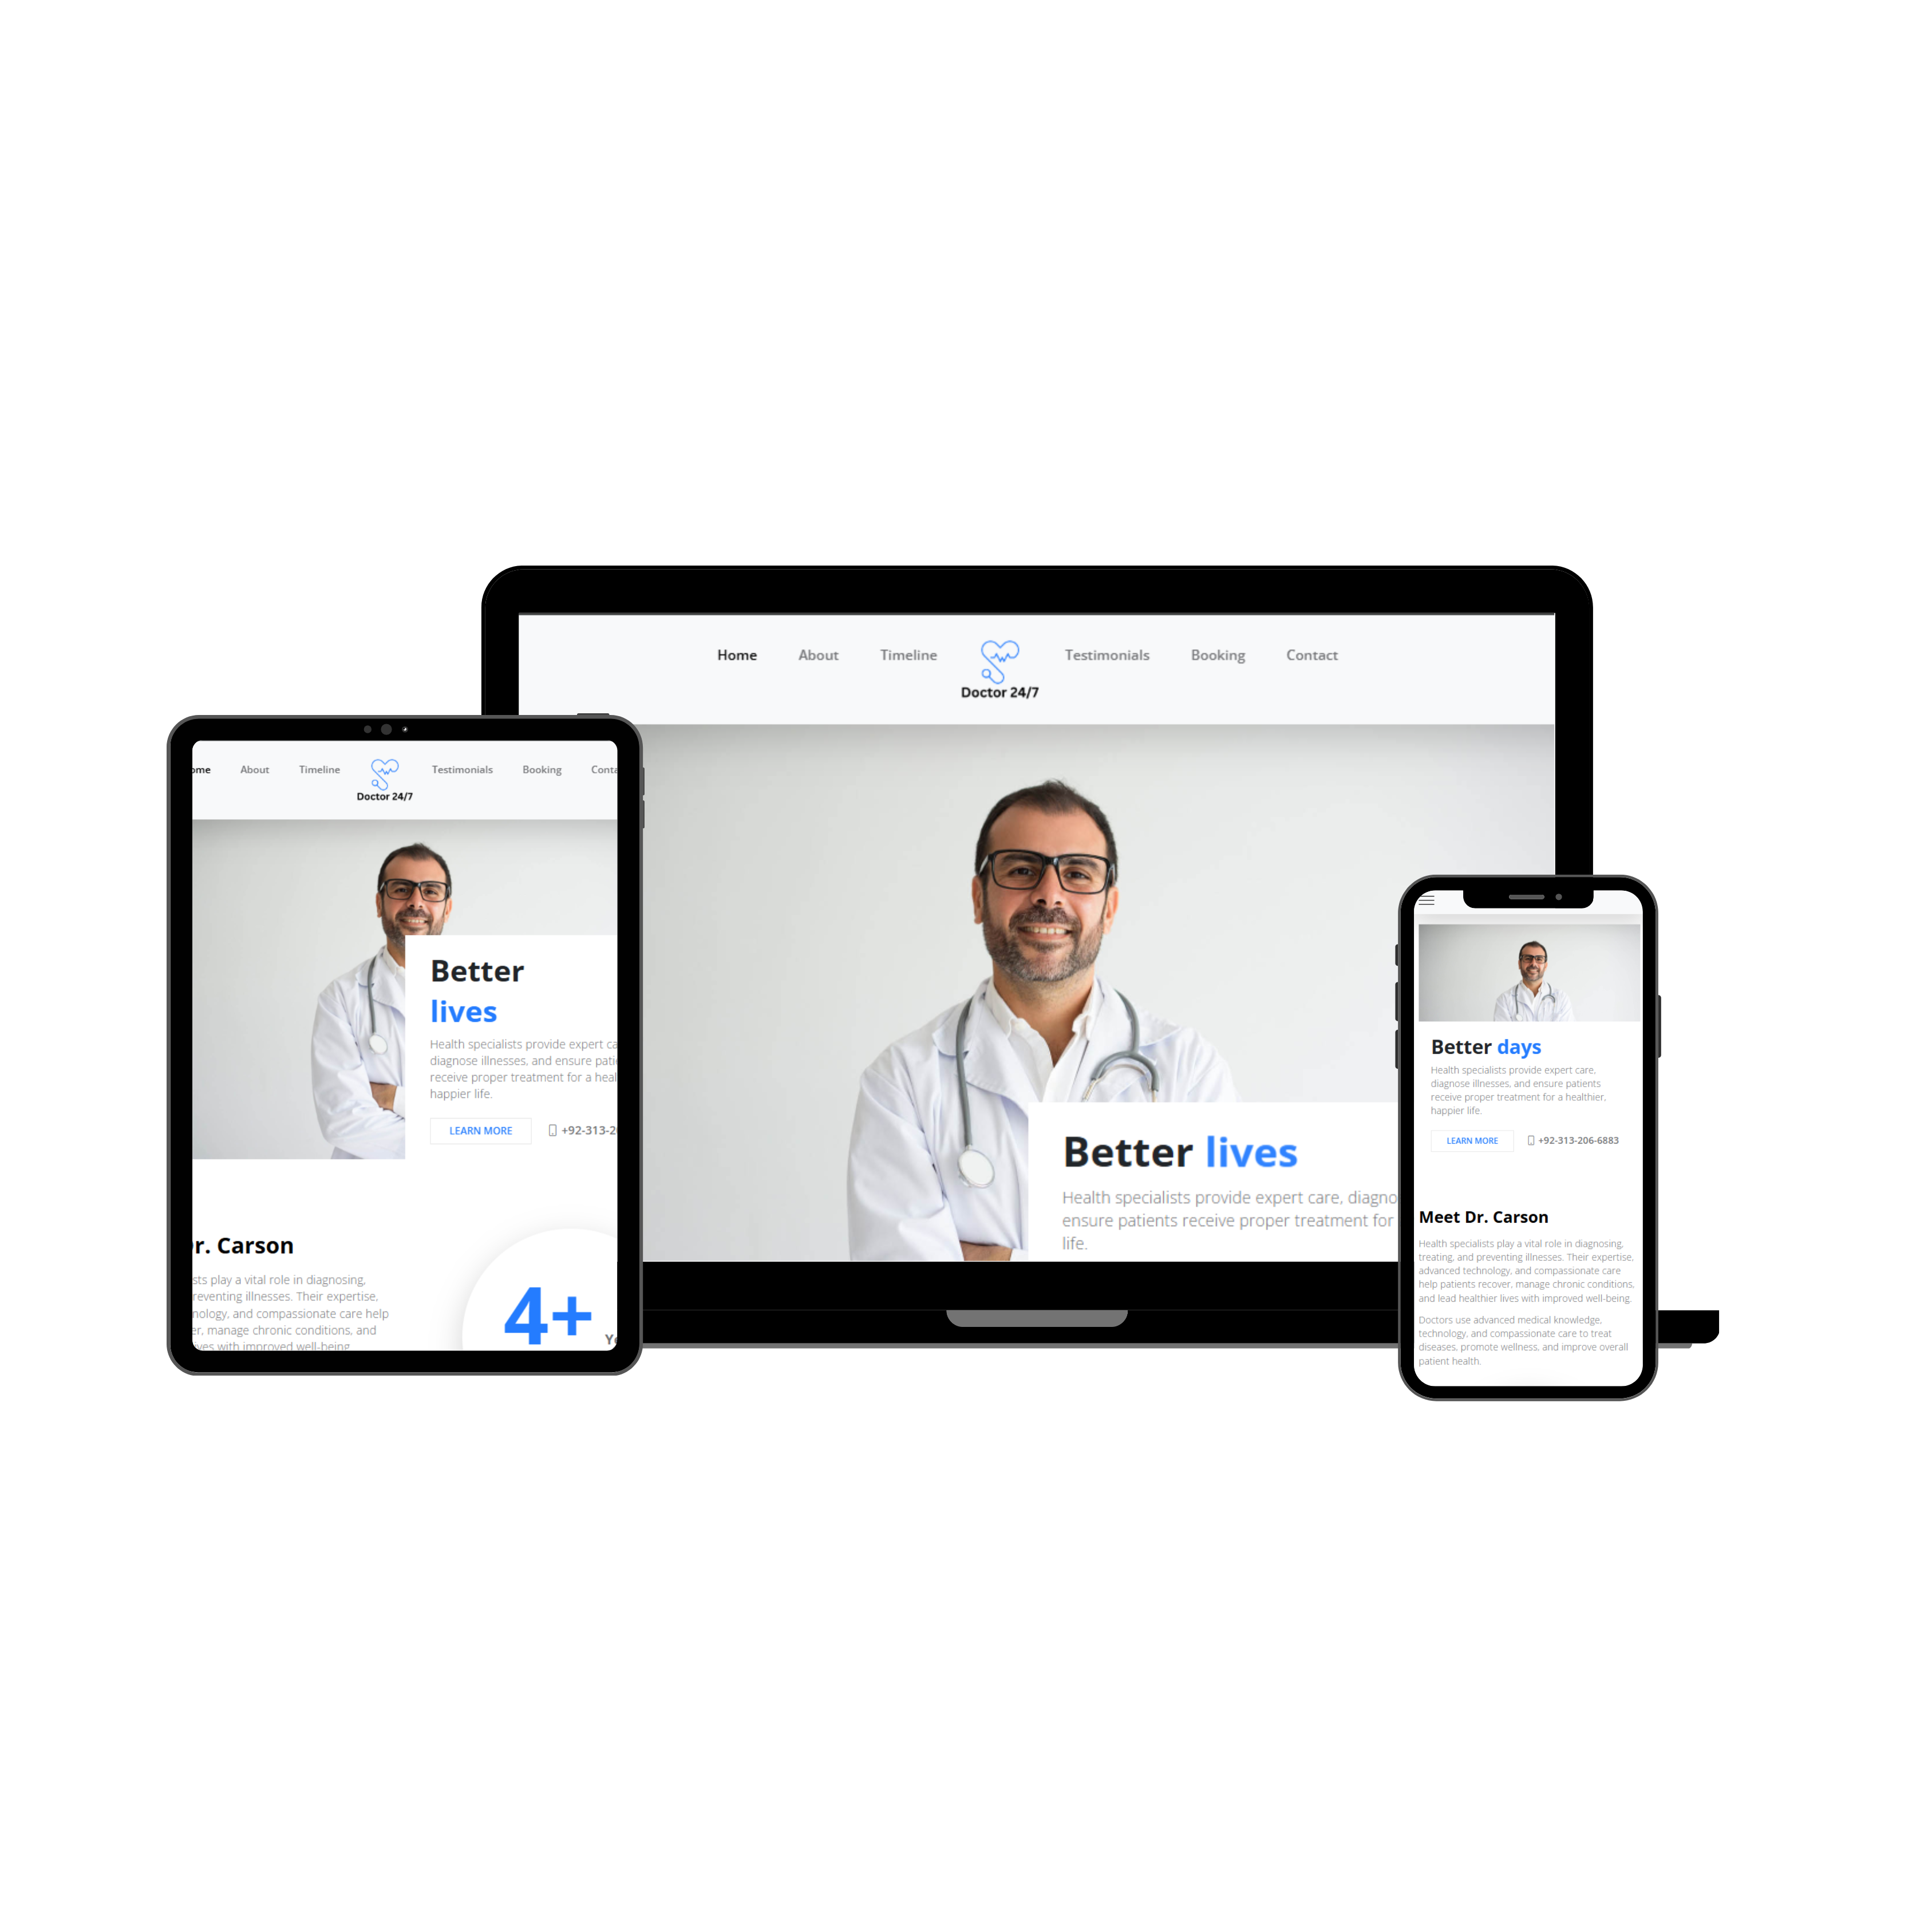 Home About Timeline Testimonials Booking Contact
Doctor 24/7
Better lives
Health specialists provide expert care, diagno
ensure patients receive proper treatment for
life.
ome About Timeline Testimonials Booking Conta
Doctor 24/7
Better
lives
Health specialists provide expert ca
diagnose illnesses, and ensure pati
receive proper treatment for a heal
happier life.
LEARN MORE +92-313-2
r. Carson
sts play a vital role in diagnosing,
reventing illnesses. Their expertise,
nology, and compassionate care help
er, manage chronic conditions, and
ves with improved well-being
4+ Ye
Better days
Health specialists provide expert care,
diagnose illnesses, and ensure patients
receive proper treatment for a healthier,
happier life.
LEARN MORE +92-313-206-6883
Meet Dr. Carson
Health specialists play a vital role in diagnosing,
treating, and preventing illnesses. Their expertise,
advanced technology, and compassionate care
help patients recover, manage chronic conditions,
and lead healthier lives with improved well-being.
Doctors use advanced medical knowledge,
technology, and compassionate care to treat
diseases, promote wellness, and improve overall
patient health.